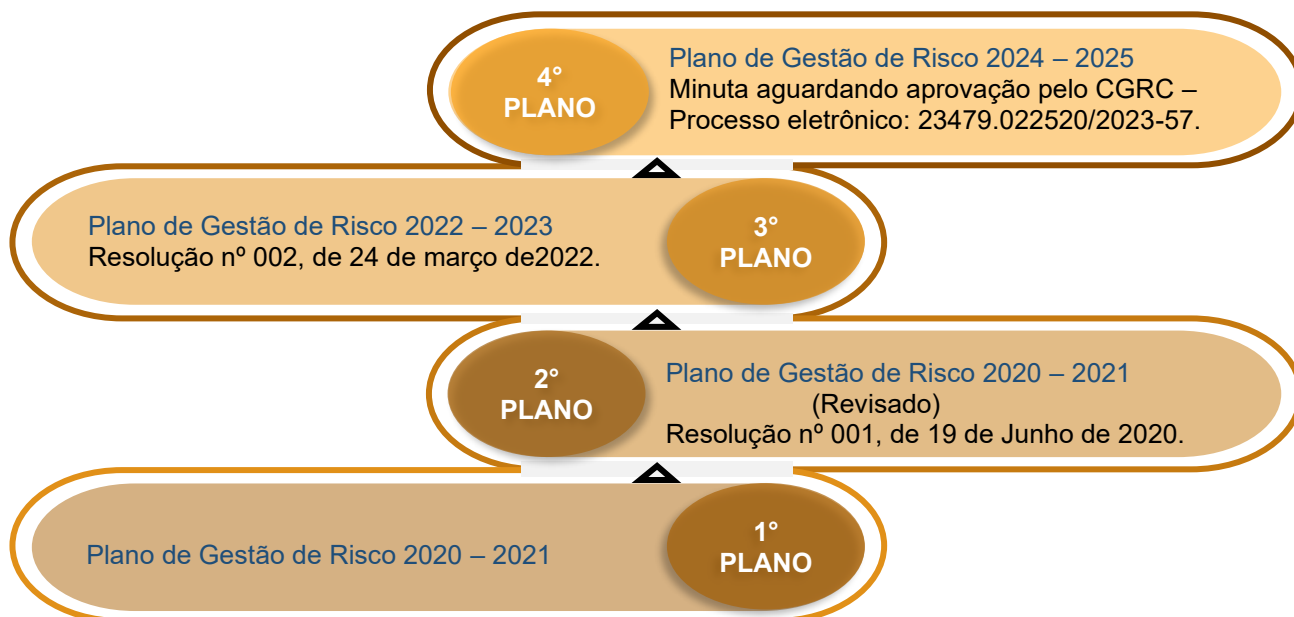 4°
PLANO
Plano de Gestão de Risco 2024 – 2025
Minuta aguardando aprovação pelo CGRC –
Processo eletrônico: 23479.022520/2023-57.
Plano de Gestão de Risco 2022 – 2023
Resolução nº 002, de 24 de março de2022.
3°
PLANO
2°
PLANO
Plano de Gestão de Risco 2020 – 2021
(Revisado)
Resolução nº 001, de 19 de Junho de 2020.
Plano de Gestão de Risco 2020 – 2021
1°
PLANO